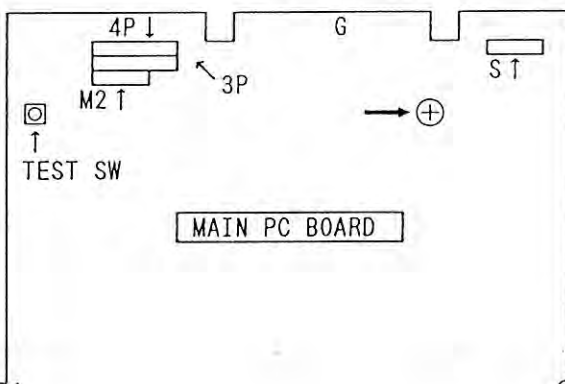 4P ↓
G
3P
S ↑
M2 ↑
↑
TEST SW
MAIN PC BOARD